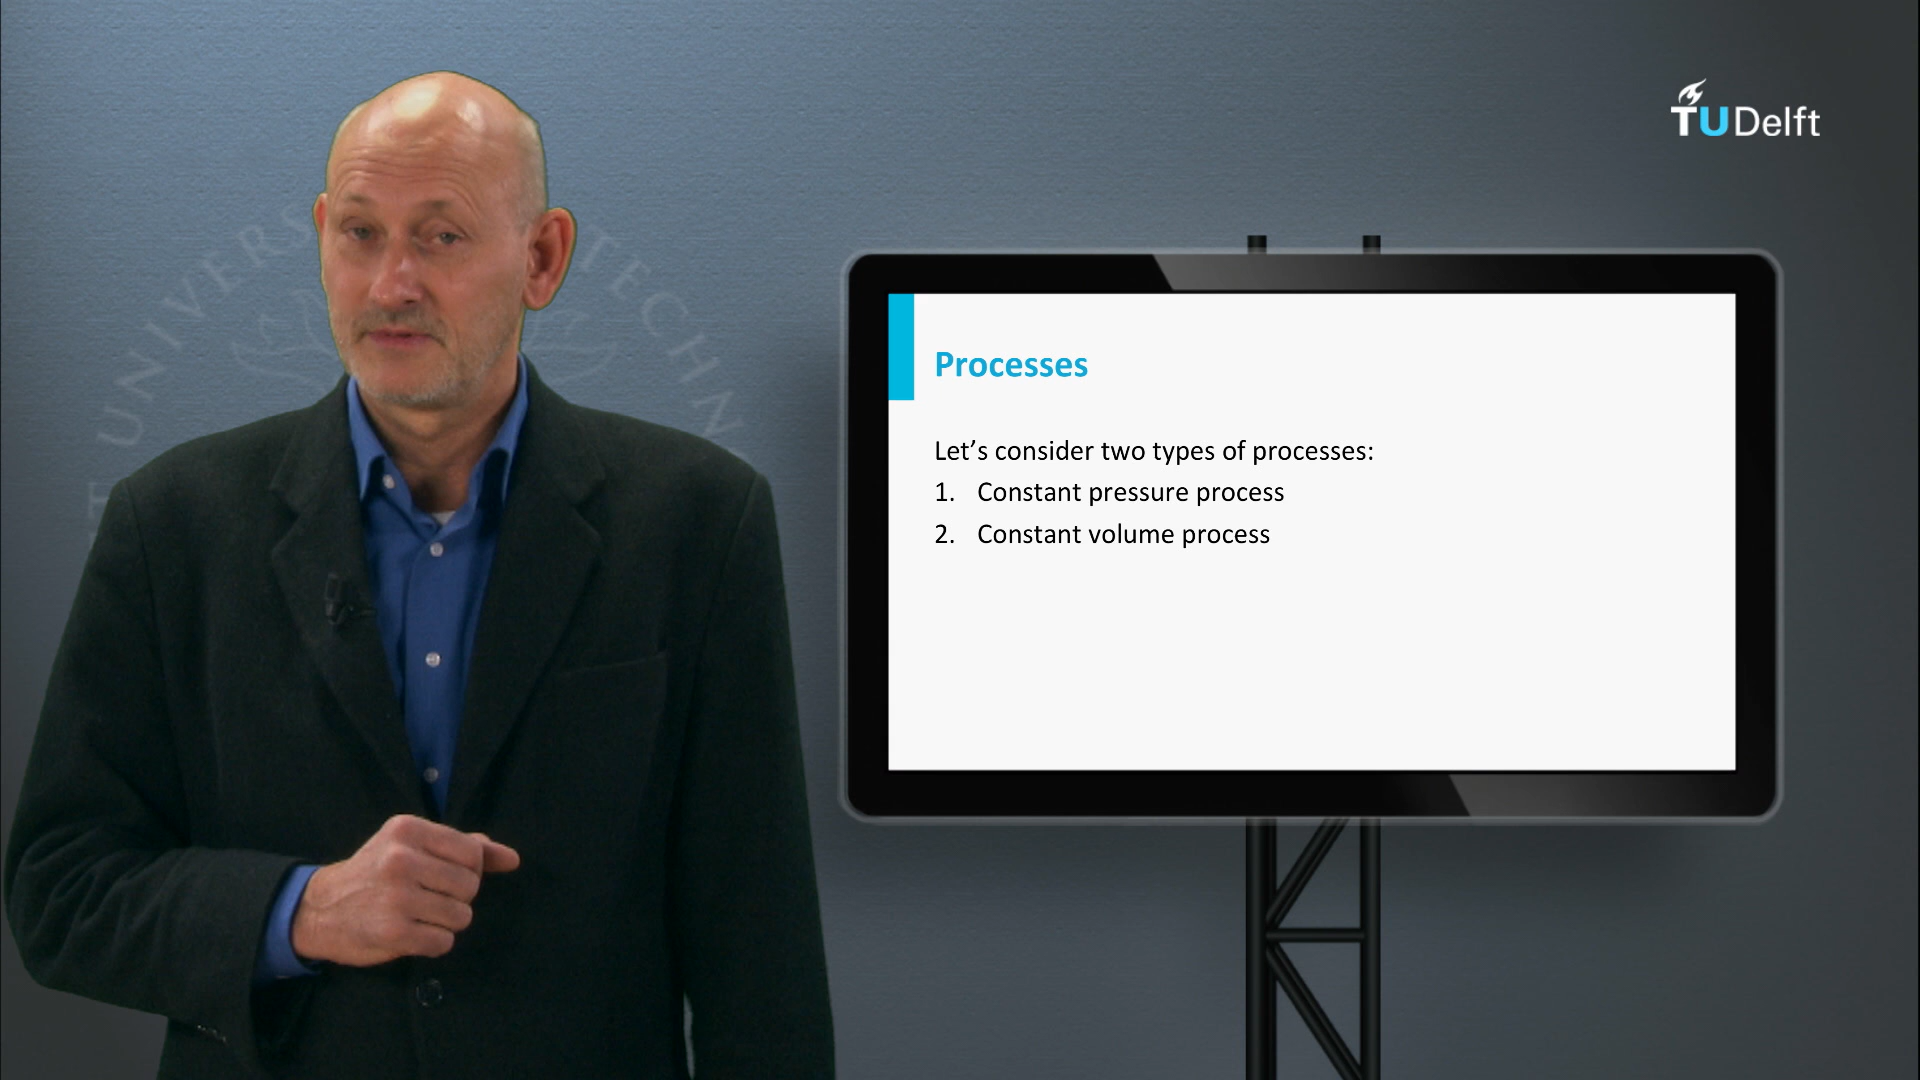 TUDelft
Processes
Let’s consider two types of processes:
1. Constant pressure process
2. Constant volume process